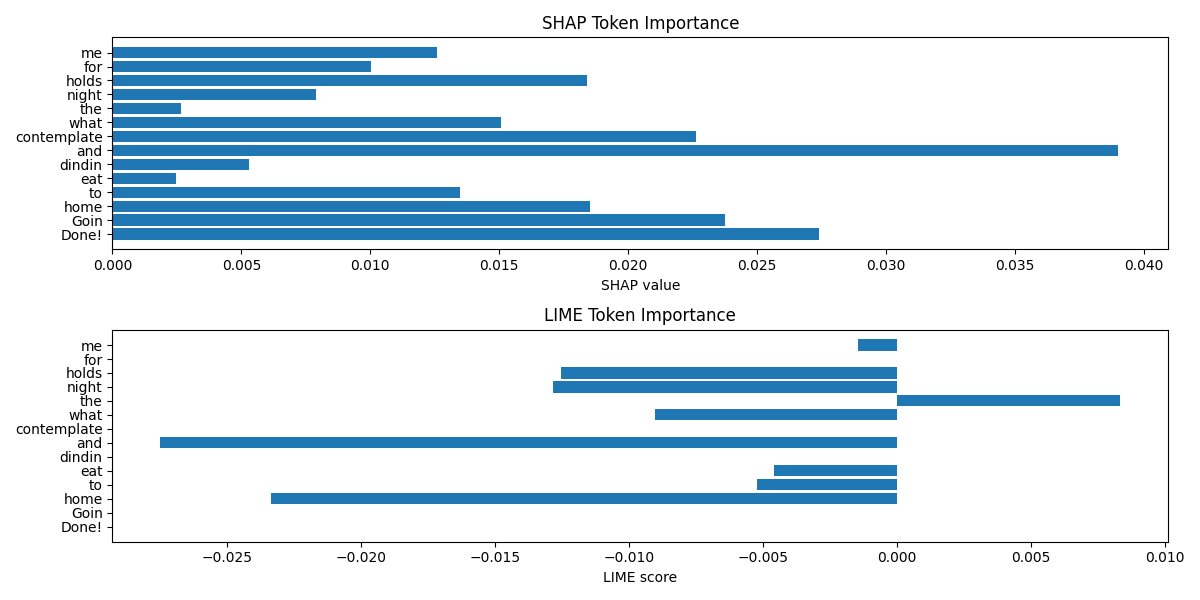 SHAP Token Importance
me
for
holds
night
the
what
contemplate
and
dindin
eat
to
home
Goin
Done!
0.000 0.005 0.010 0.015 0.020 0.025 0.030 0.035 0.040
SHAP value
LIME Token Importance
me
for
holds
night
the
what
contemplate
and
dindin
eat
to
home
Goin
Done!
−0.025 −0.020 −0.015 −0.010 −0.005 0.000 0.005 0.010
LIME score